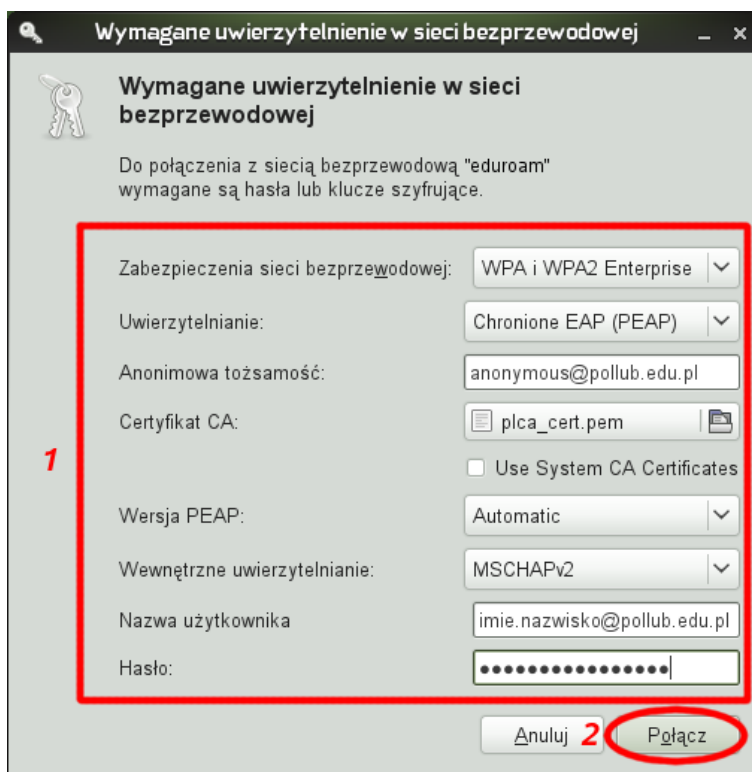 Wymagane uwierzytelnienie w sieci bezprzewodowej
Wymagane uwierzytelnienie w sieci
bezprzewodowej
Do połączenia z siecią bezprzewodową "eduroam"
wymagane są hasła lub klucze szyfrujące.
Zabezpieczenia sieci bezprzewodowej: WPA i WPA2 Enterprise
Uwierzytelnianie: Chronione EAP (PEAP)
Anonimowa tożsamość: anonymous@pollub.edu.pl
Certyfikat CA: plca_cert.pem
1
Use System CA Certificates
Wersja PEAP: Automatic
Wewnętrzne uwierzytelnianie: MSCHAPv2
Nazwa użytkownika imie.nazwisko@pollub.edu.pl
Hasło: ●●●●●●●●●●●●●●●●
Anuluj 2 Połącz